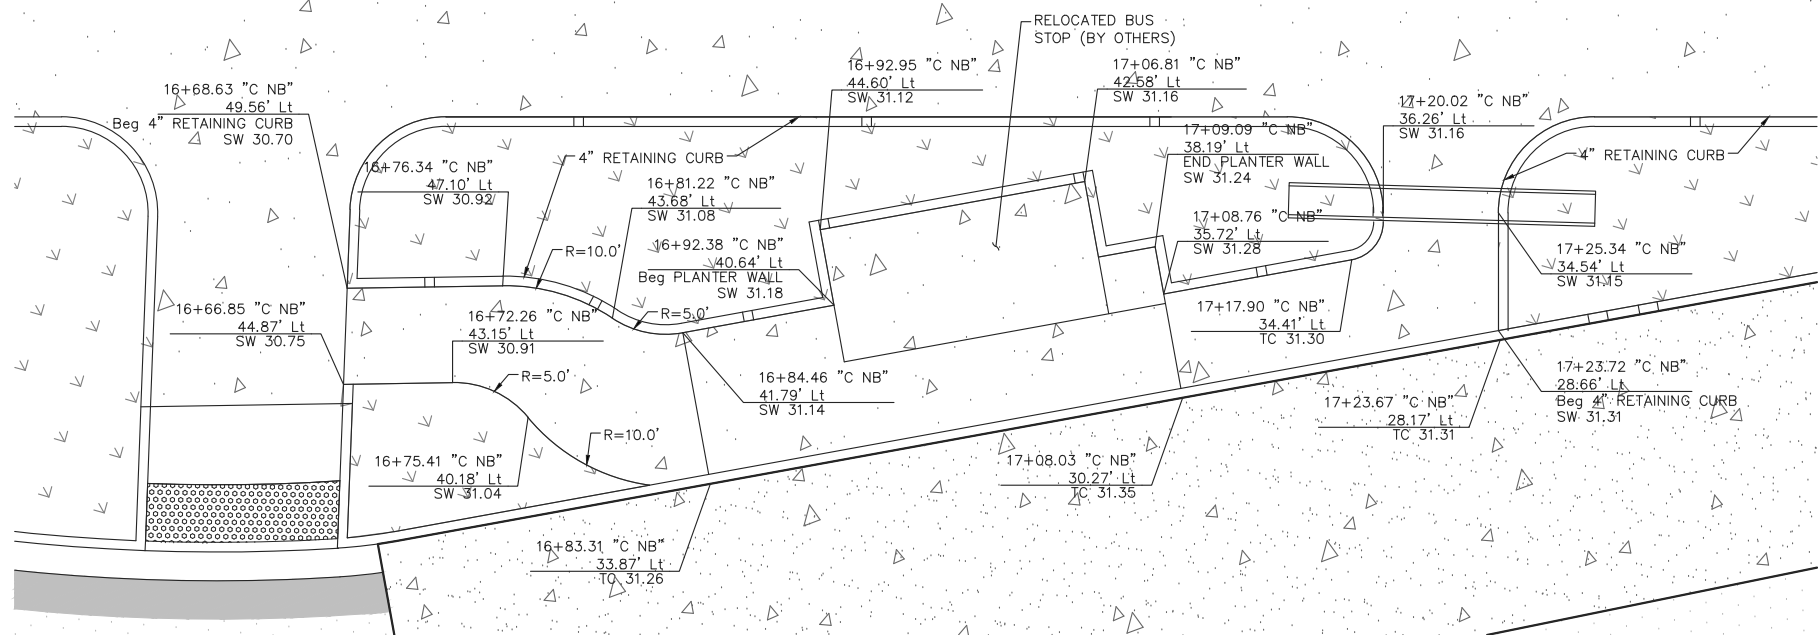 RELOCATED BUS
STOP (BY OTHERS)
16+68.63 "C NB"
49.56' Lt
Beg 4" RETAINING CURB
SW 30.70
16+92.95 "C NB"
44.60' Lt
SW 31.12
17+06.81 "C NB"
42.58' Lt
SW 31.16
17+20.02 "C NB"
36.26' Lt
SW 31.16
16+76.34 "C NB"
47.10' Lt
SW 30.92
4" RETAINING CURB
17+09.09 "C NB"
38.19' Lt
END PLANTER WALL
SW 31.24
4" RETAINING CURB
16+81.22 "C NB"
43.68' Lt
SW 31.08
17+08.76 "C NB"
35.72' Lt
SW 31.28
R=10.0'
16+92.38 "C NB"
40.64' Lt
Beg PLANTER WALL
SW 31.18
17+25.34 "C NB"
34.54' Lt
SW 31.15
16+66.85 "C NB"
44.87' Lt
SW 30.75
16+72.26 "C NB"
43.15' Lt
SW 30.91
R=5.0'
17+17.90 "C NB"
34.41' Lt
TC 31.30
R=5.0'
16+84.46 "C NB"
41.79' Lt
SW 31.14
17+23.72 "C NB"
28.66' Lt
Beg 4" RETAINING CURB
SW 31.31
17+23.67 "C NB"
28.17' Lt
TC 31.31
R=10.0'
16+75.41 "C NB"
40.18' Lt
SW 31.04
17+08.03 "C NB"
30.27' Lt
TC 31.35
16+83.31 "C NB"
33.87' Lt
TC 31.26